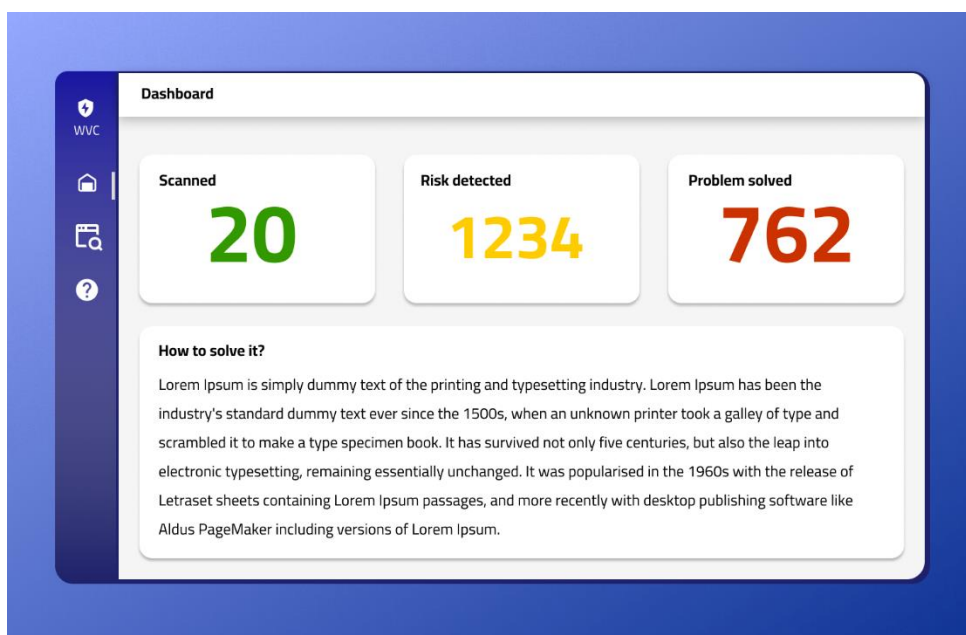 WVC
Dashboard
Scanned
20
Risk detected
1234
Problem solved
762
How to solve it?
Lorem Ipsum is simply dummy text of the printing and typesetting industry. Lorem Ipsum has been the
industry's standard dummy text ever since the 1500s, when an unknown printer took a galley of type and
scrambled it to make a type specimen book. It has survived not only five centuries, but also the leap into
electronic typesetting, remaining essentially unchanged. It was popularised in the 1960s with the release of
Letraset sheets containing Lorem Ipsum passages, and more recently with desktop publishing software like
Aldus PageMaker including versions of Lorem Ipsum.